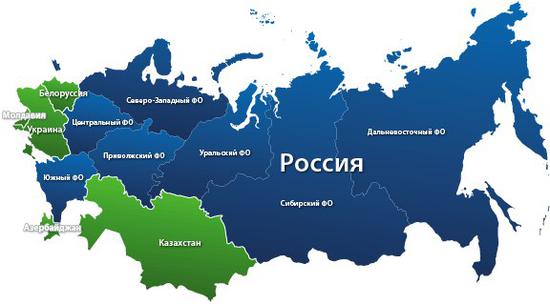 Белоруссия
Северо-Западный ФО
Молдавия
Центральный ФО
Украина
Дальневосточный ФО
Приволжский ФО
Уральский ФО
Россия
Южный ФО
Сибирский ФО
Азербайджан
Казахстан